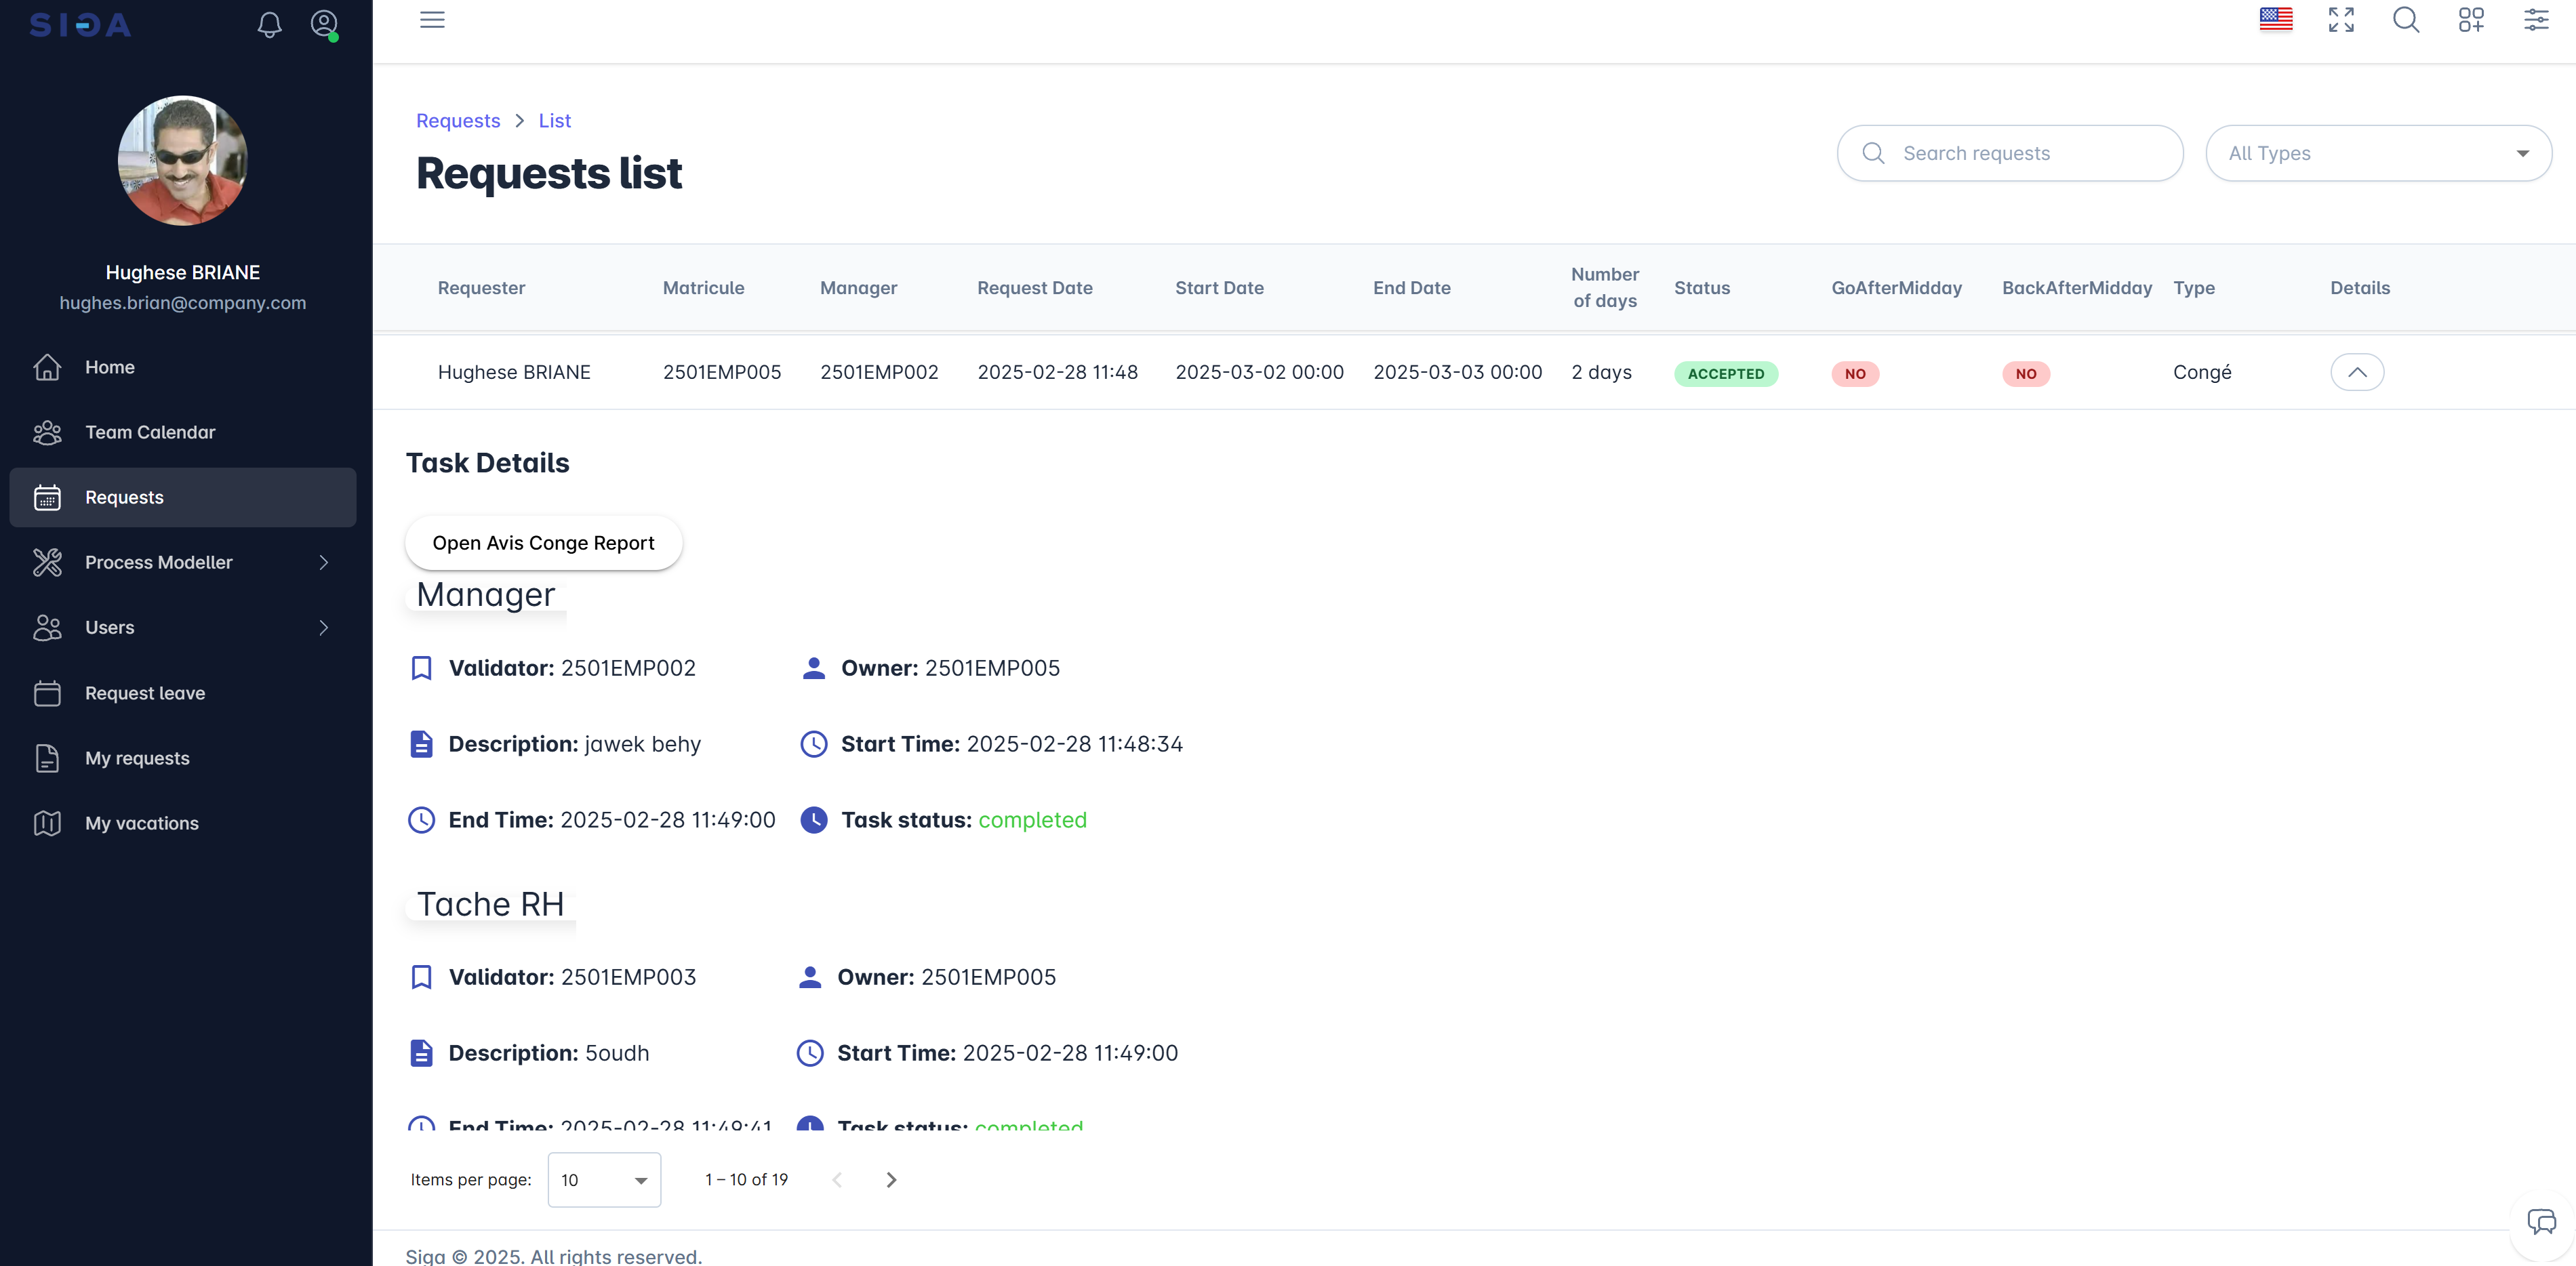 SIGA
Hughese BRIANE
hughes.brian@company.com
Home
Team Calendar
Requests
Process Modeller
Users
Request leave
My requests
My vacations
Requests > List
Requests list
Search requests
All Types
Requester Matricule Manager Request Date Start Date End Date Number of days Status GoAfterMidday BackAfterMidday Type Details
Hughese BRIANE 2501EMP005 2501EMP002 2025-02-28 11:48 2025-03-02 00:00 2025-03-03 00:00 2 days ACCEPTED NO NO Congé
Task Details
Open Avis Conge Report
Manager
Validator: 2501EMP002 Owner: 2501EMP005
Description: jawek behy Start Time: 2025-02-28 11:48:34
End Time: 2025-02-28 11:49:00 Task status: completed
Tache RH
Validator: 2501EMP003 Owner: 2501EMP005
Description: 5oudh Start Time: 2025-02-28 11:49:00
End Time: 2025-02-28 11:49:41 Task status: completed
Items per page: 10 1 – 10 of 19
Siga © 2025. All rights reserved.